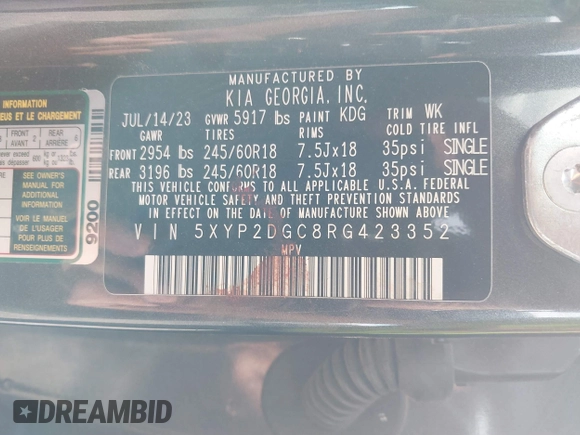 MANUFACTURED BY
KIA GEORGIA, INC.
JUL/14/23 GVWR 5917 lbs PAINT KDG TRIM WK
GAWR TIRES RIMS COLD TIRE INFL
FRONT 2954 lbs 245/60R18 7.5Jx18 35psi SINGLE
REAR 3196 lbs 245/60R18 7.5Jx18 35psi SINGLE
THIS VEHICLE CONFORMS TO ALL APPLICABLE U.S.A. FEDERAL
MOTOR VEHICLE SAFETY, BUMPER, AND THEFT PREVENTION STANDARDS
IN EFFECT ON THE DATE OF MANUFACTURE SHOWN ABOVE
VIN 5XYP2DGC8RG423352
MPV
INFORMATION
EUS ET LE CHARGEMENT
FRONT
REAR
SEE OWNER'S
MANUAL FOR
ADDITIONAL
INFORMATION
VOIR LE MANUEL
DE L'USAGER
POUR PLUS DE
RENSEIGNEMENTS
9200
DREAMBID